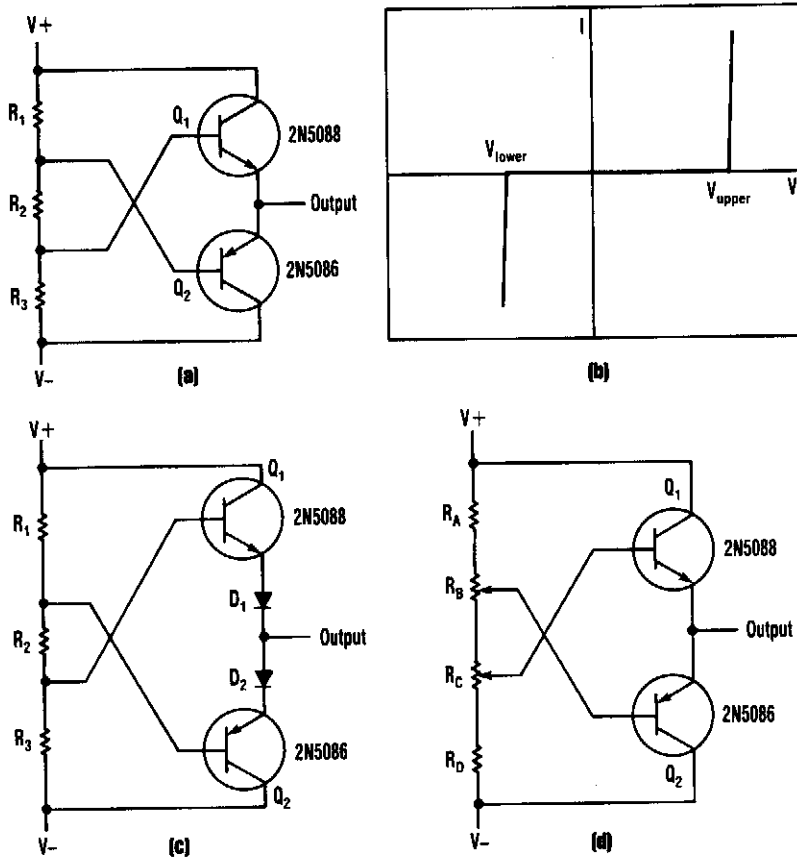 V+
R1
Q1
2N5088
R2
Output
R3
Q2
2N5086
V−
(a)
I
Vlower
Vupper
V
(b)
V+
Q1
R1
2N5088
D1
R2
Output
D2
R3
2N5086
Q2
V−
(c)
V+
Q1
RA
2N5088
RB
Output
RC
2N5086
RD
Q2
V−
(d)